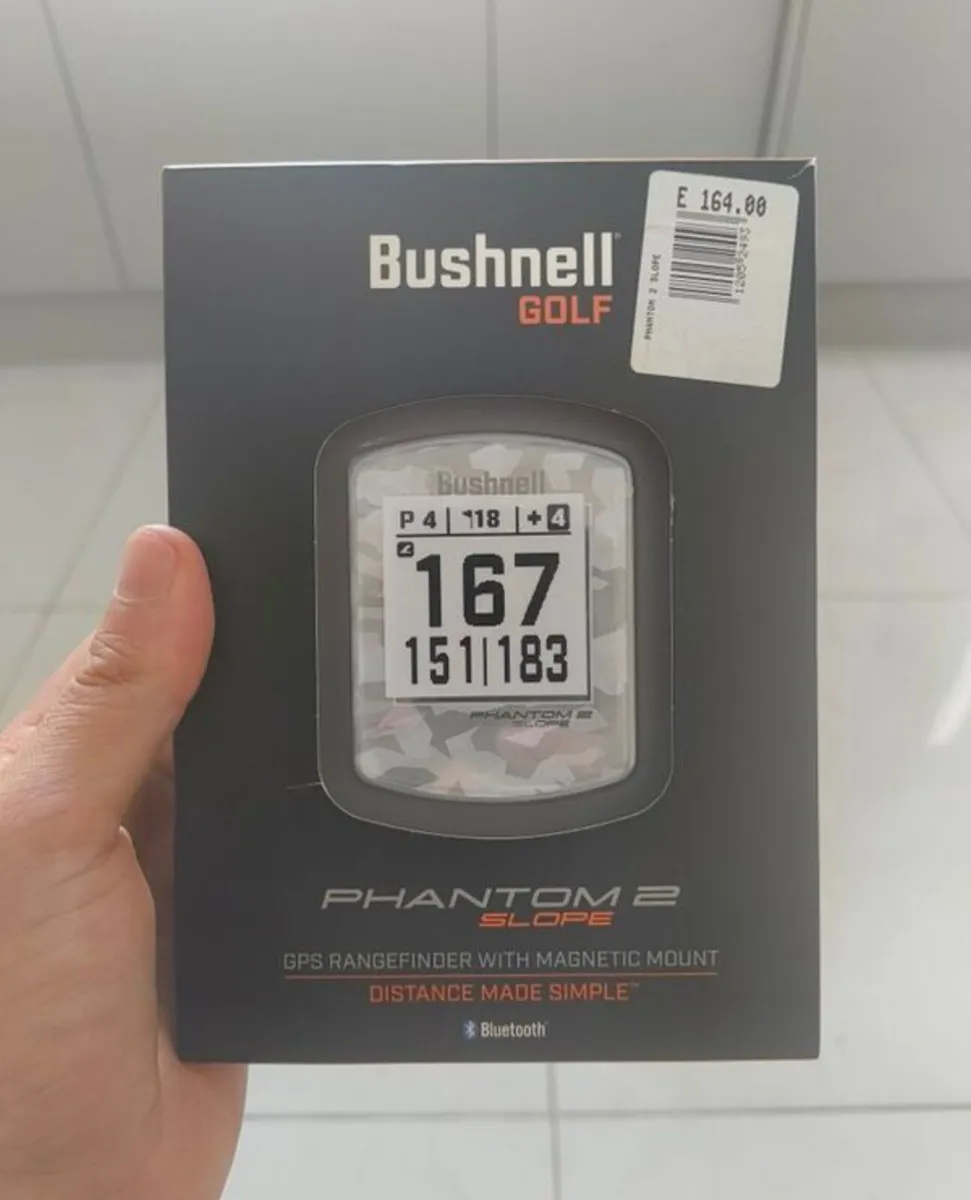 E 164.00
PHANTOM 2 SLOPE
Bushnell®
GOLF
Bushnell
P 4 | 18 | + 4
167
151|183
PHANTOM 2
SLOPE
PHANTOM 2
SLOPE
GPS RANGEFINDER WITH MAGNETIC MOUNT
DISTANCE MADE SIMPLE™
Bluetooth®